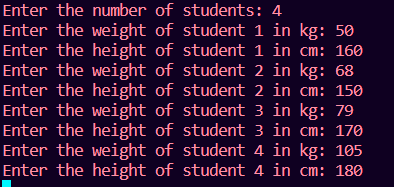 Enter the number of students: 4
Enter the weight of student 1 in kg: 50
Enter the height of student 1 in cm: 160
Enter the weight of student 2 in kg: 68
Enter the height of student 2 in cm: 150
Enter the weight of student 3 in kg: 79
Enter the height of student 3 in cm: 170
Enter the weight of student 4 in kg: 105
Enter the height of student 4 in cm: 180